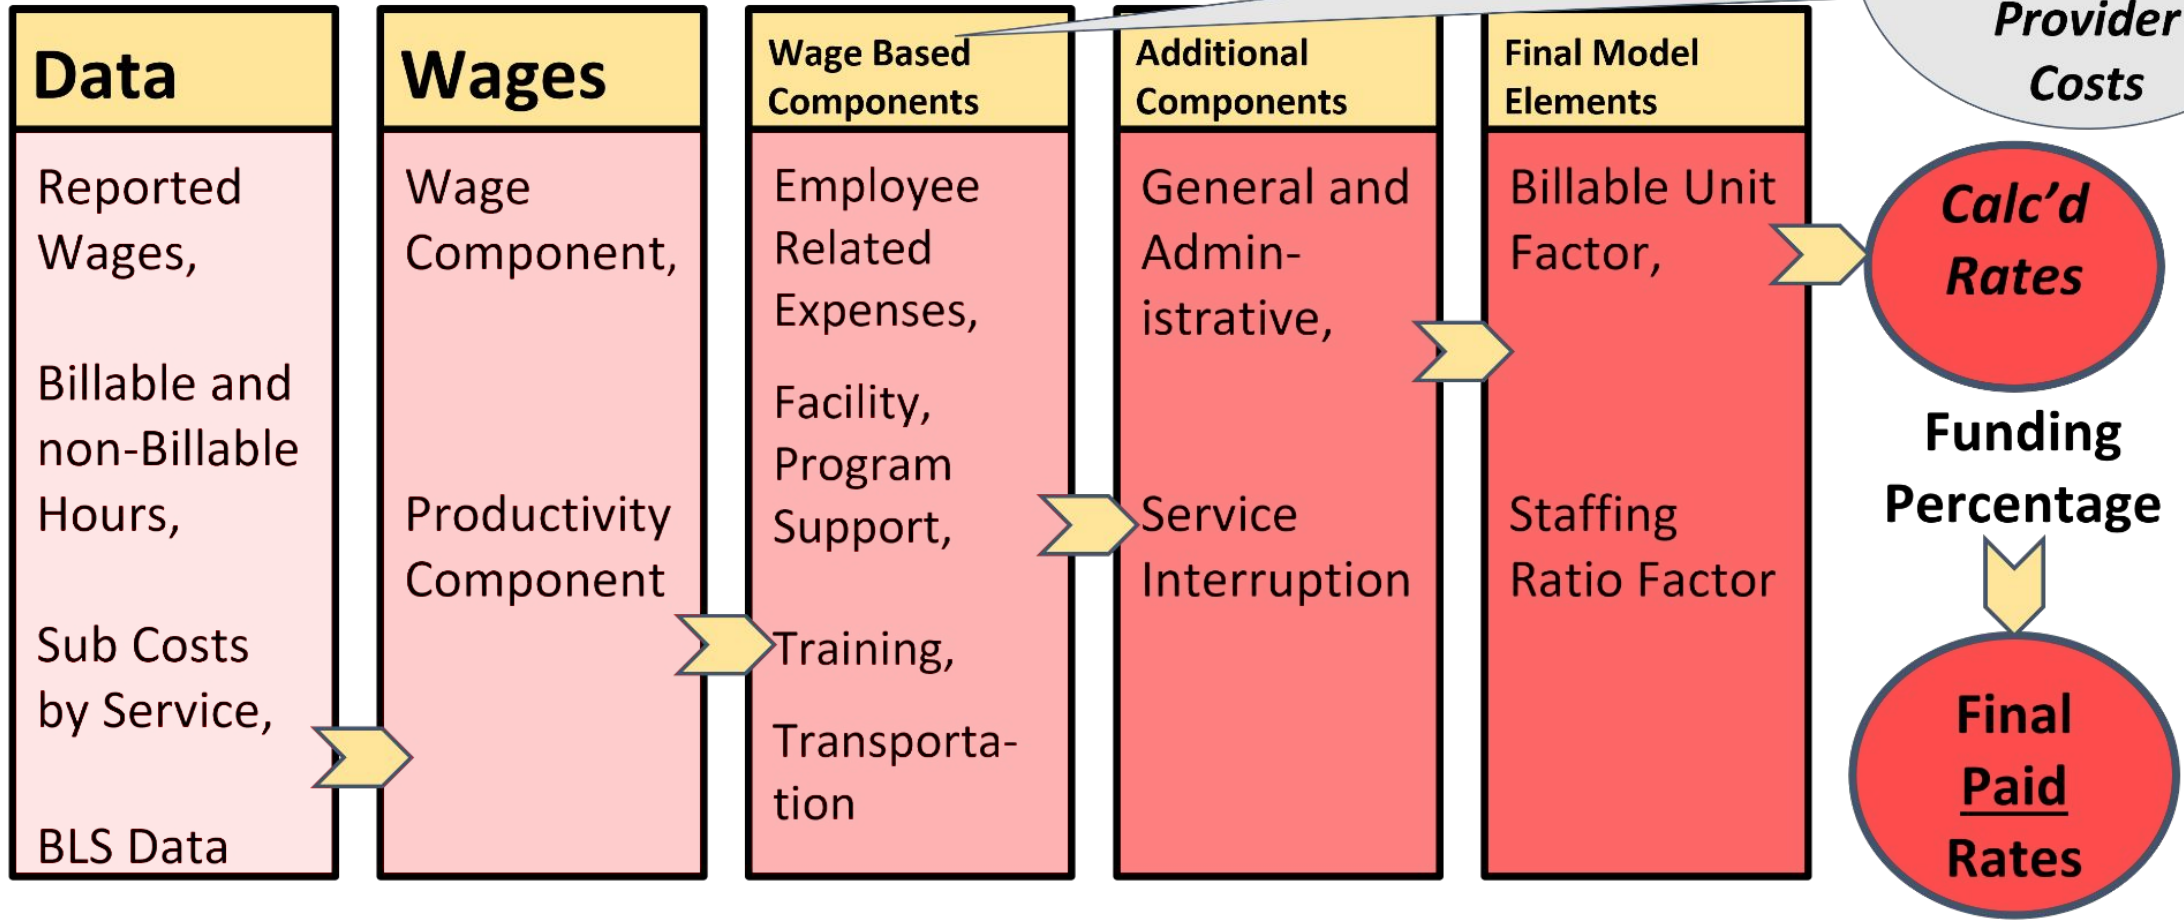 Data
Reported
Wages,
Billable and
non-Billable
Hours,
Sub Costs
by Service,
BLS Data
Wages
Wage
Component,
Productivity
Component
Wage Based
Components
Employee
Related
Expenses,
Facility,
Program
Support,
Training,
Transporta-
tion
Additional
Components
General and
Admin-
istrative,
Service
Interruption
Final Model
Elements
Billable Unit
Factor,
Staffing
Ratio Factor
Provider
Costs
Calc’d
Rates
Funding
Percentage
Final
Paid
Rates